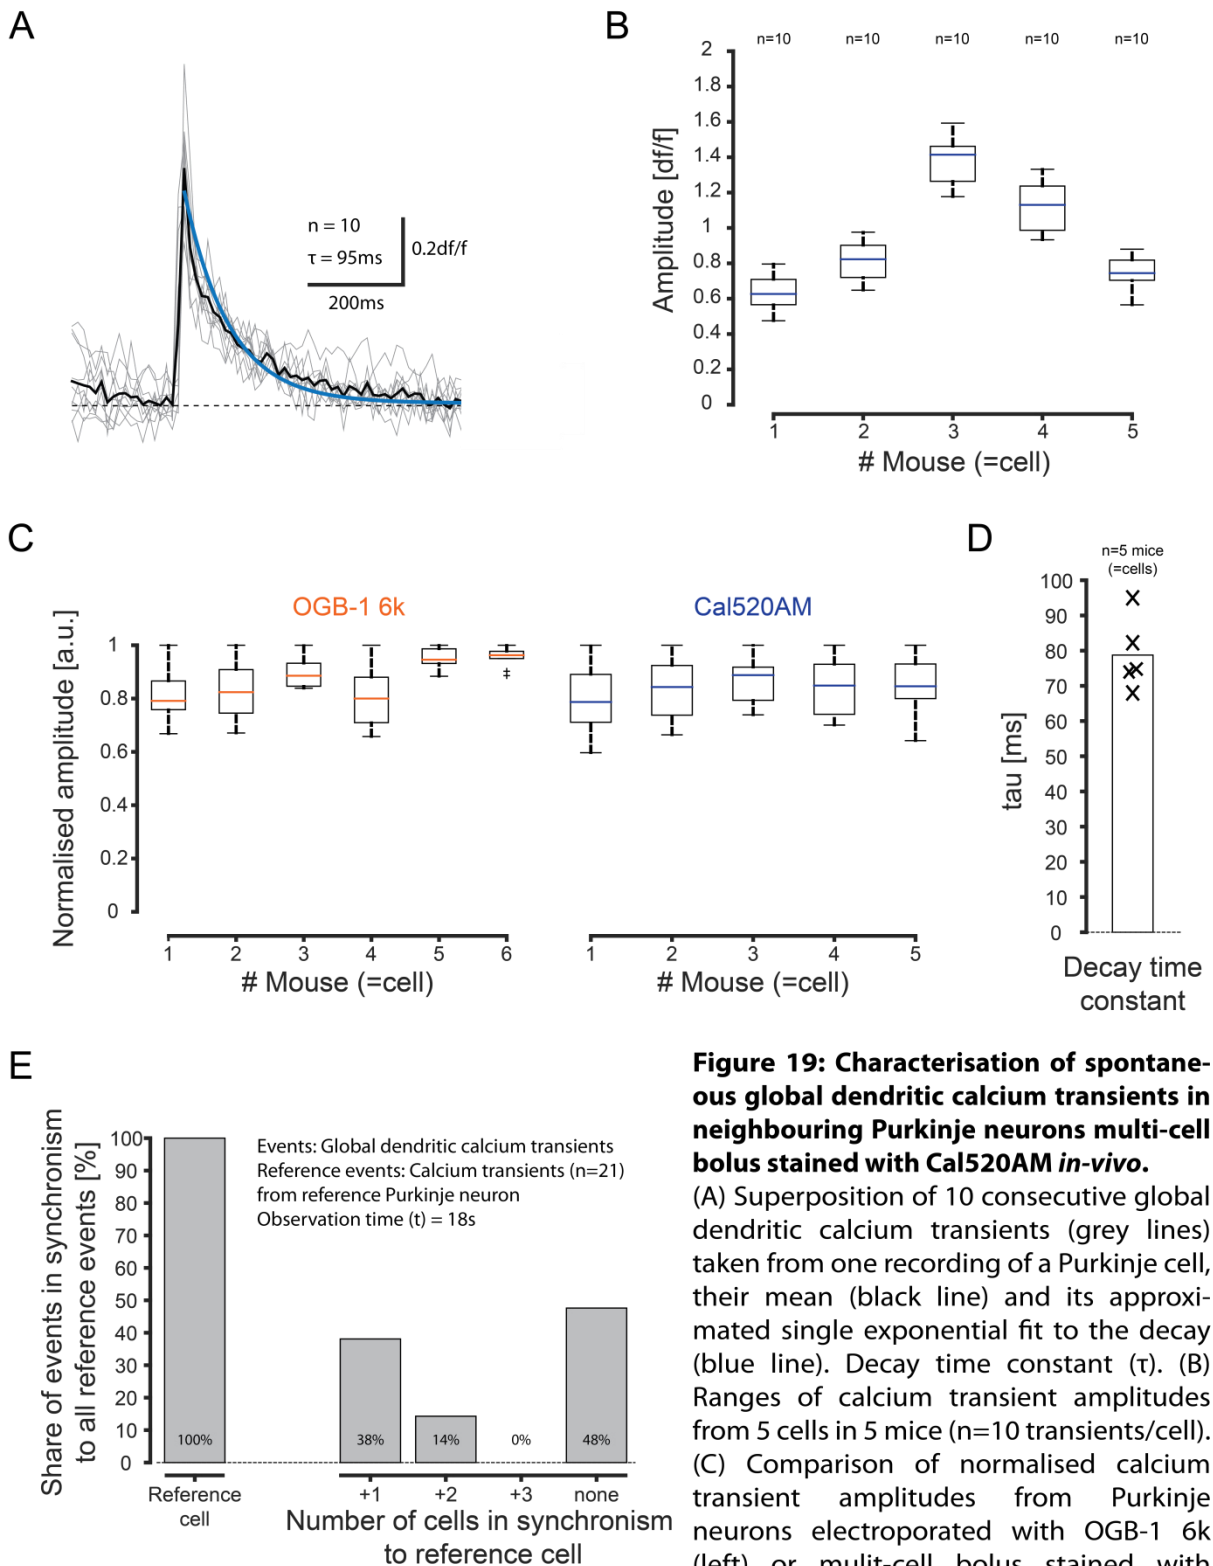 A
n = 10
τ = 95ms
0.2df/f
200ms
B
n=10 n=10 n=10 n=10 n=10
Amplitude [df/f]
2
1.8
1.6
1.4
1.2
1
0.8
0.6
0.4
0.2
0
1 2 3 4 5
# Mouse (=cell)
C
OGB-1 6k
Cal520AM
Normalised amplitude [a.u.]
1
0.8
0.6
0.4
0.2
0
1 2 3 4 5 6
# Mouse (=cell)
1 2 3 4 5
# Mouse (=cell)
D
n=5 mice
(=cells)
tau [ms]
100
90
80
70
60
50
40
30
20
10
0
Decay time
constant
E
Share of events in synchronism
to all reference events [%]
100
90
80
70
60
50
40
30
20
10
0
Events: Global dendritic calcium transients
Reference events: Calcium transients (n=21)
from reference Purkinje neuron
Observation time (t) = 18s
100% 38% 14% 0% 48%
Reference
cell
+1 +2 +3 none
Number of cells in synchronism
to reference cell
Figure 19: Characterisation of spontane-
ous global dendritic calcium transients in
neighbouring Purkinje neurons multi-cell
bolus stained with Cal520AM in-vivo.
(A) Superposition of 10 consecutive global
dendritic calcium transients (grey lines)
taken from one recording of a Purkinje cell,
their mean (black line) and its approxi-
mated single exponential fit to the decay
(blue line). Decay time constant (τ). (B)
Ranges of calcium transient amplitudes
from 5 cells in 5 mice (n=10 transients/cell).
(C) Comparison of normalised calcium
transient amplitudes from Purkinje
neurons electroporated with OGB-1 6k
(left) or mulit-cell bolus stained with